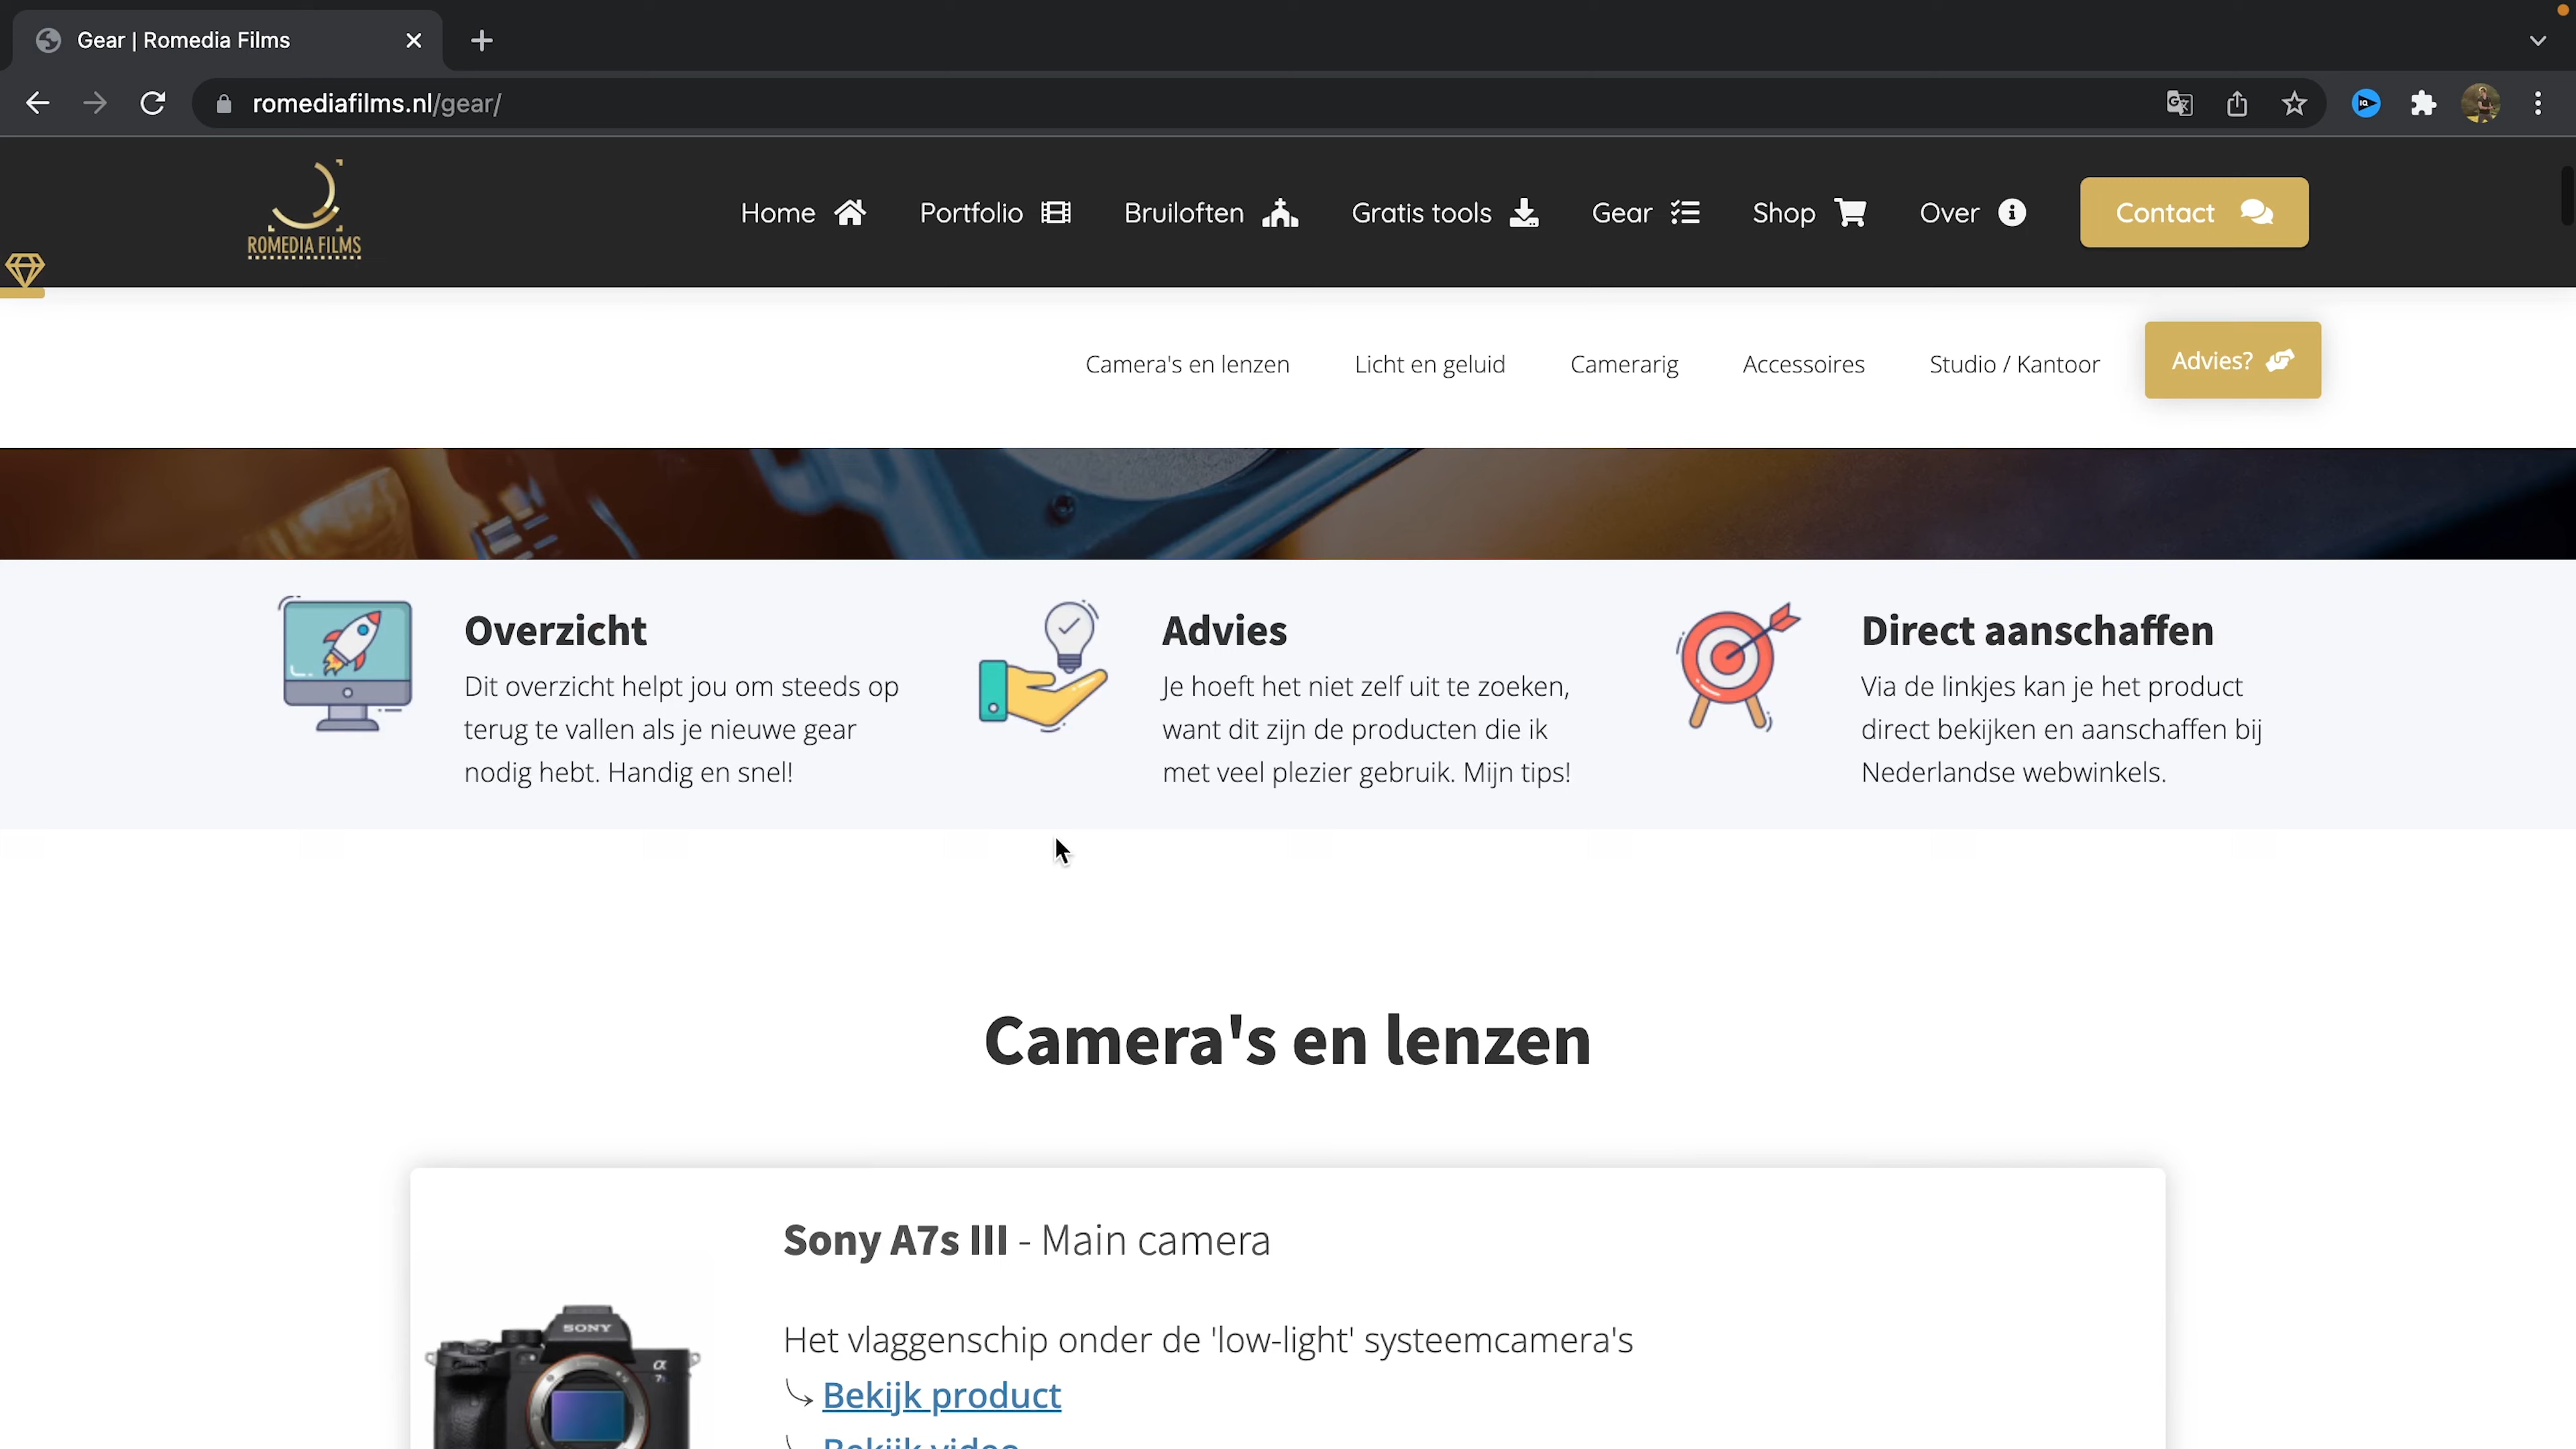 Gear | Romedia Films
romediafilms.nl/gear/
ROMEDIA FILMS
Home
Portfolio
Bruiloften
Gratis tools
Gear
Shop
Over
Contact
Camera's en lenzen
Licht en geluid
Camerarig
Accessoires
Studio / Kantoor
Advies?
Overzicht
Dit overzicht helpt jou om steeds op
terug te vallen als je nieuwe gear
nodig hebt. Handig en snel!
Advies
Je hoeft het niet zelf uit te zoeken,
want dit zijn de producten die ik
met veel plezier gebruik. Mijn tips!
Direct aanschaffen
Via de linkjes kan je het product
direct bekijken en aanschaffen bij
Nederlandse webwinkels.
Camera's en lenzen
Sony A7s III - Main camera
SONY
Het vlaggenschip onder de 'low-light' systeemcamera's
Bekijk product
Bekijk video